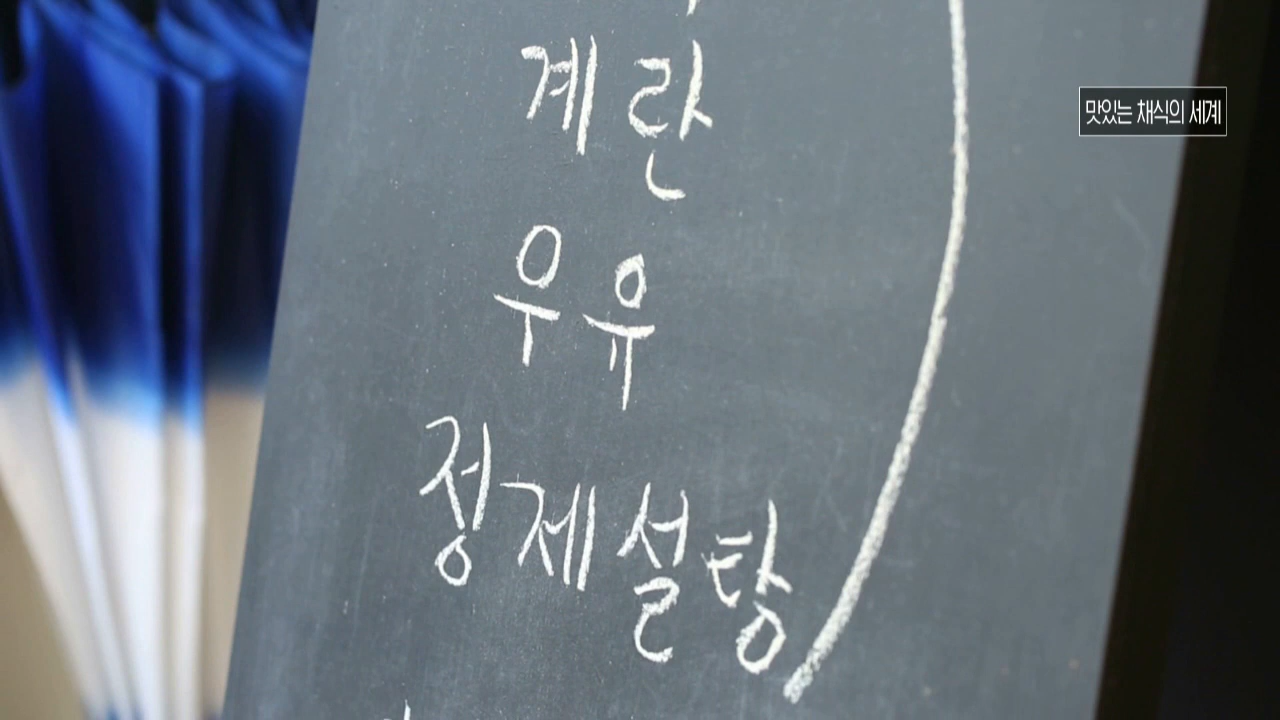 계란
우유
정제설탕
맛있는 채식의 세계